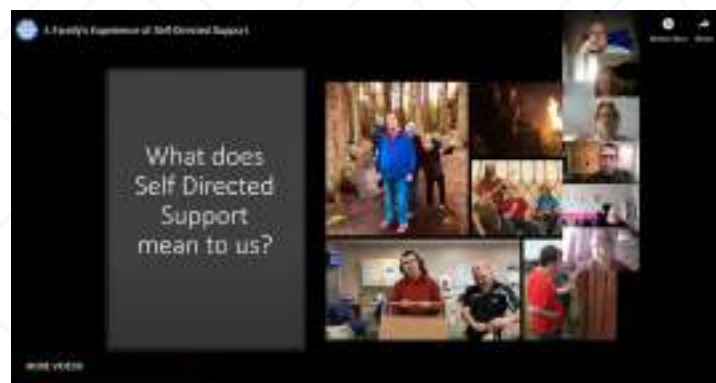 A Family's Experience of Self Directed Support
What does
Self Directed
Support
mean to us?
MORE VIDEOS